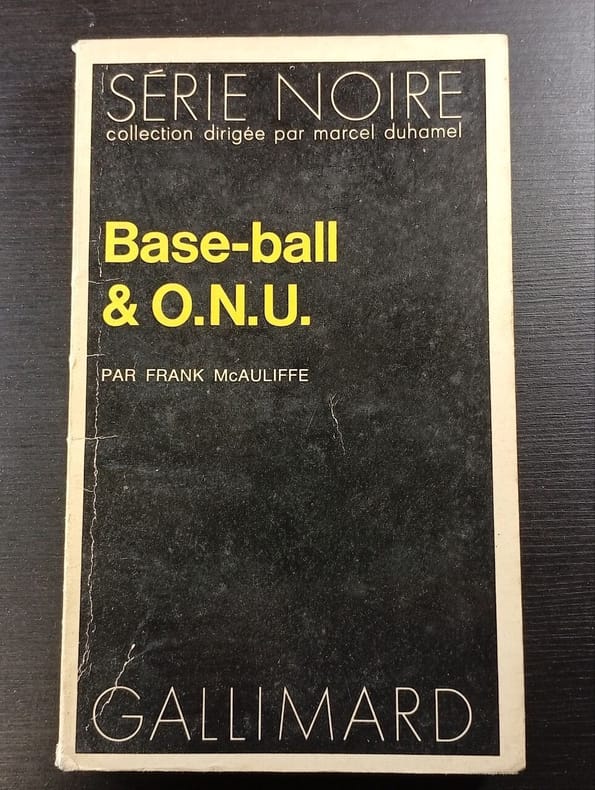 SÉRIE NOIRE
collection dirigée par marcel duhamel
Base-ball
& O.N.U.
PAR FRANK McAULIFFE
GALLIMARD